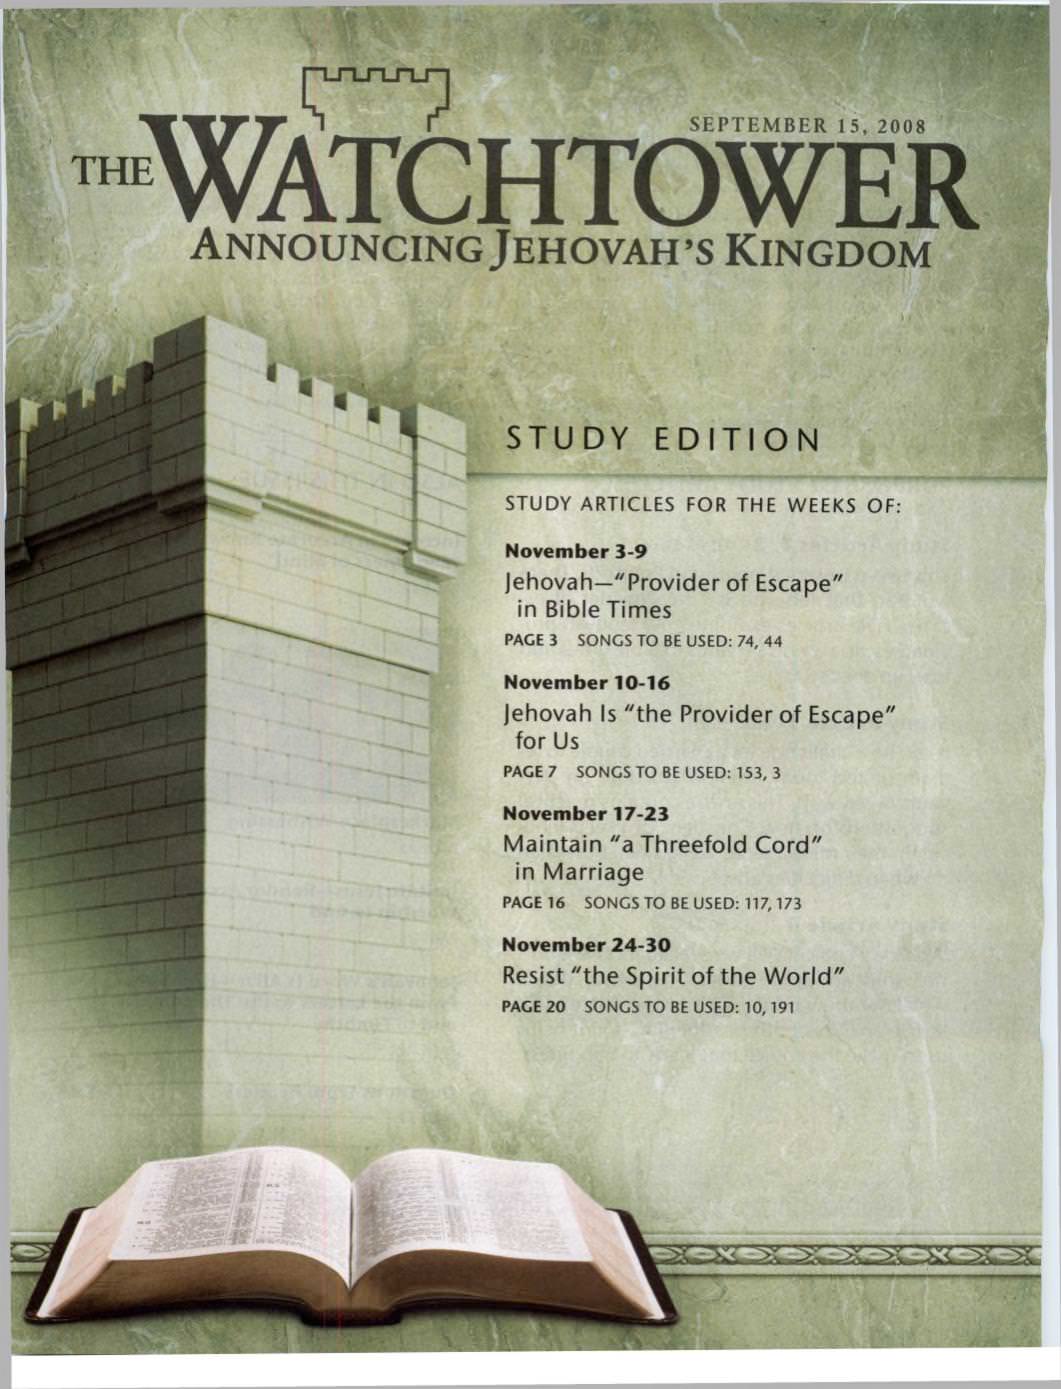 SEPTEMBER 15, 2008
THE WATCHTOWER
ANNOUNCING JEHOVAH'S KINGDOM
STUDY EDITION
STUDY ARTICLES FOR THE WEEKS OF:
November 3-9
Jehovah—"Provider of Escape"
in Bible Times
PAGE 3 SONGS TO BE USED: 74, 44
November 10-16
Jehovah Is "the Provider of Escape"
for Us
PAGE 7 SONGS TO BE USED: 153, 3
November 17-23
Maintain "a Threefold Cord"
in Marriage
PAGE 16 SONGS TO BE USED: 117, 173
November 24-30
Resist "the Spirit of the World"
PAGE 20 SONGS TO BE USED: 10, 191